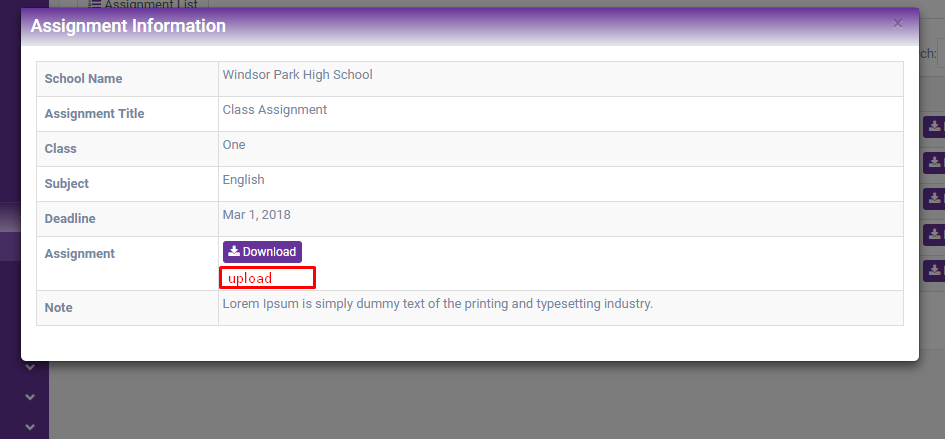 Assignment List
Assignment Information
×
ch:
School Name
Windsor Park High School
Assignment Title
Class Assignment
Class
One
Subject
English
Deadline
Mar 1, 2018
Assignment
Download
upload
Note
Lorem Ipsum is simply dummy text of the printing and typesetting industry.